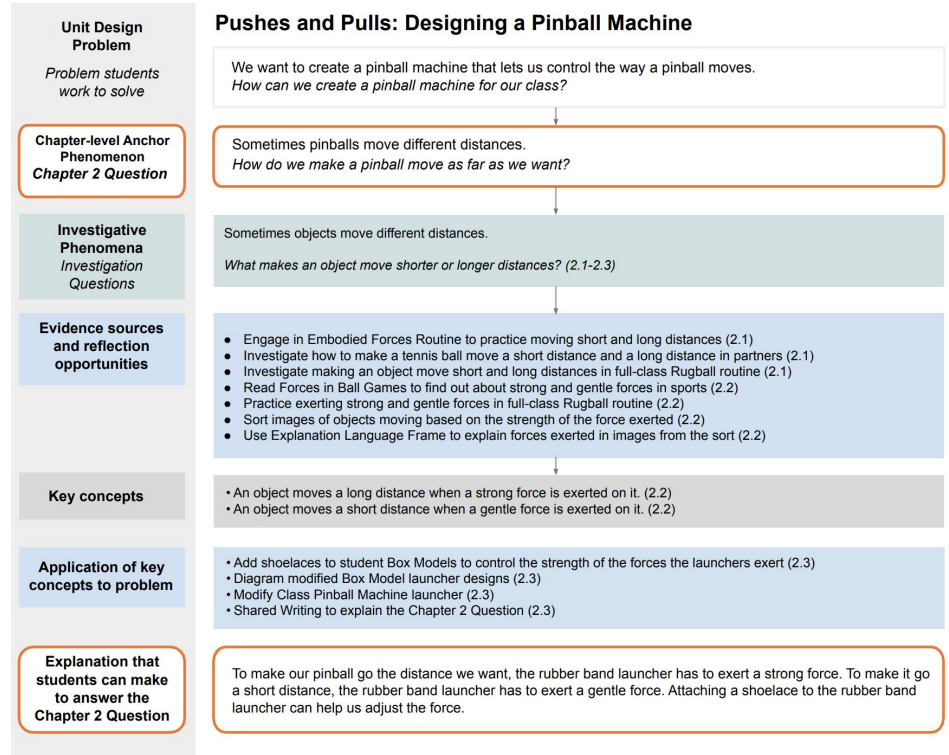 Pushes and Pulls: Designing a Pinball Machine
Unit Design
Problem
Problem students
work to solve
We want to create a pinball machine that lets us control the way a pinball moves.
How can we create a pinball machine for our class?
Chapter-level Anchor
Phenomenon
Chapter 2 Question
Sometimes pinballs move different distances.
How do we make a pinball move as far as we want?
Investigative
Phenomena
Investigation
Questions
Sometimes objects move different distances.
What makes an object move shorter or longer distances? (2.1-2.3)
Evidence sources
and reflection
opportunities
● Engage in Embodied Forces Routine to practice moving short and long distances (2.1)
● Investigate how to make a tennis ball move a short distance and a long distance in partners (2.1)
● Investigate making an object move short and long distances in full-class Rugball routine (2.1)
● Read Forces in Ball Games to find out about strong and gentle forces in sports (2.2)
● Practice exerting strong and gentle forces in full-class Rugball routine (2.2)
● Sort images of objects moving based on the strength of the force exerted (2.2)
● Use Explanation Language Frame to explain forces exerted in images from the sort (2.2)
Key concepts
• An object moves a long distance when a strong force is exerted on it. (2.2)
• An object moves a short distance when a gentle force is exerted on it. (2.2)
Application of key
concepts to problem
• Add shoelaces to student Box Models to control the strength of the forces the launchers exert (2.3)
• Diagram modified Box Model launcher designs (2.3)
• Modify Class Pinball Machine launcher (2.3)
• Shared Writing to explain the Chapter 2 Question (2.3)
Explanation that
students can make
to answer the
Chapter 2 Question
To make our pinball go the distance we want, the rubber band launcher has to exert a strong force. To make it go
a short distance, the rubber band launcher has to exert a gentle force. Attaching a shoelace to the rubber band
launcher can help us adjust the force.